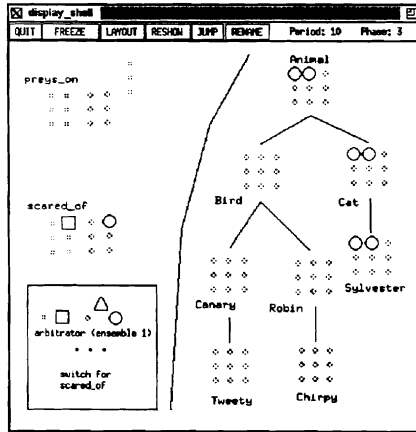 display_shell
QUIT FREEZE LAYOUT RESHOW JUMP RENAME Period: 10 Phase: 3
Animal
preys_on
Bird
Cat
scared_of
Canary
Robin
Sylvester
arbitrator (ensemble 1)
switch for
scared_of
Tweety
Chirpy